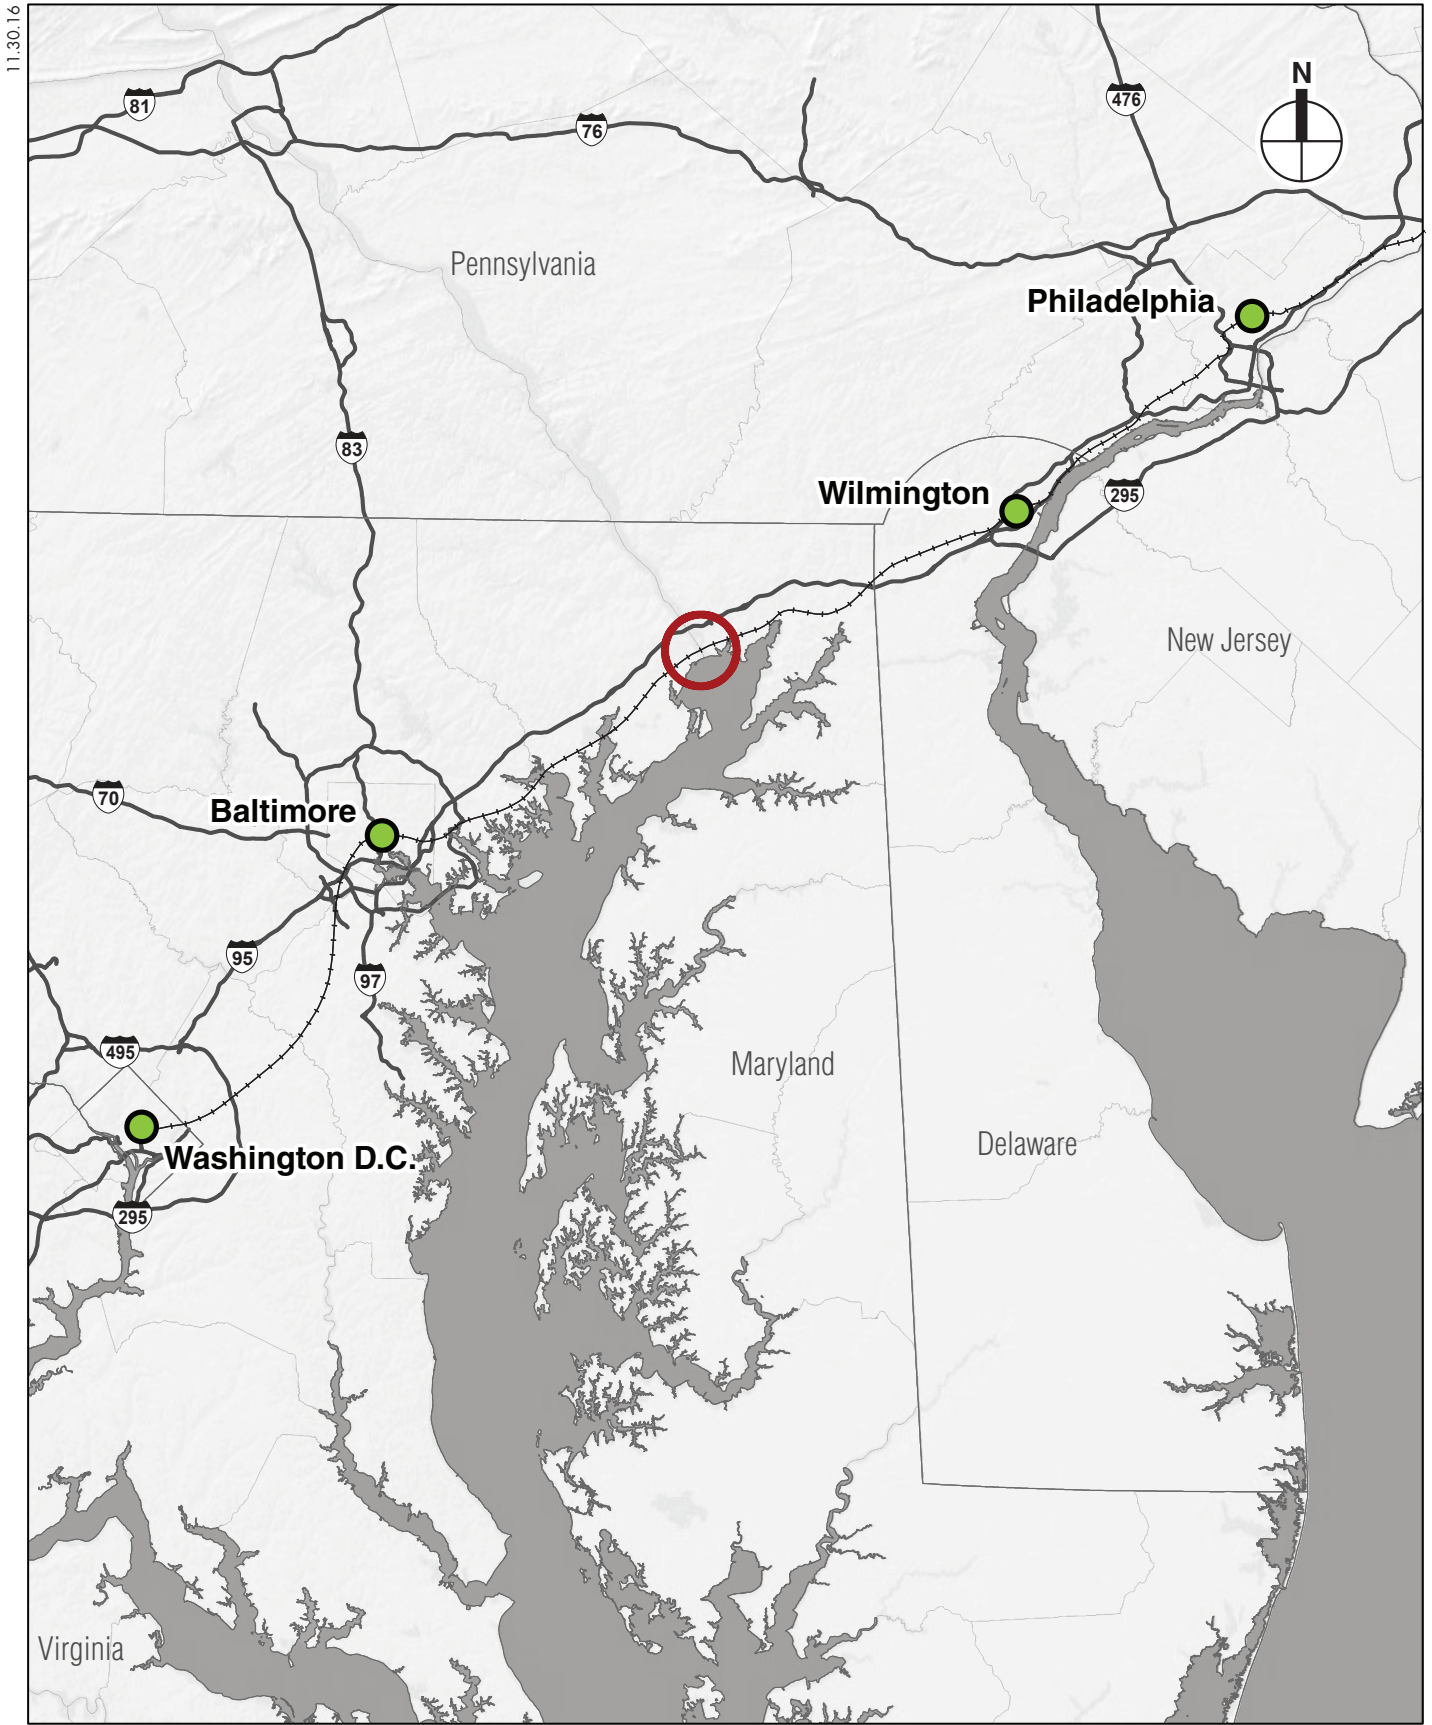 11.30.16
N
81
76
476
Pennsylvania
Philadelphia
83
Wilmington
295
New Jersey
70
Baltimore
95
97
495
Maryland
Delaware
Washington D.C.
295
Virginia